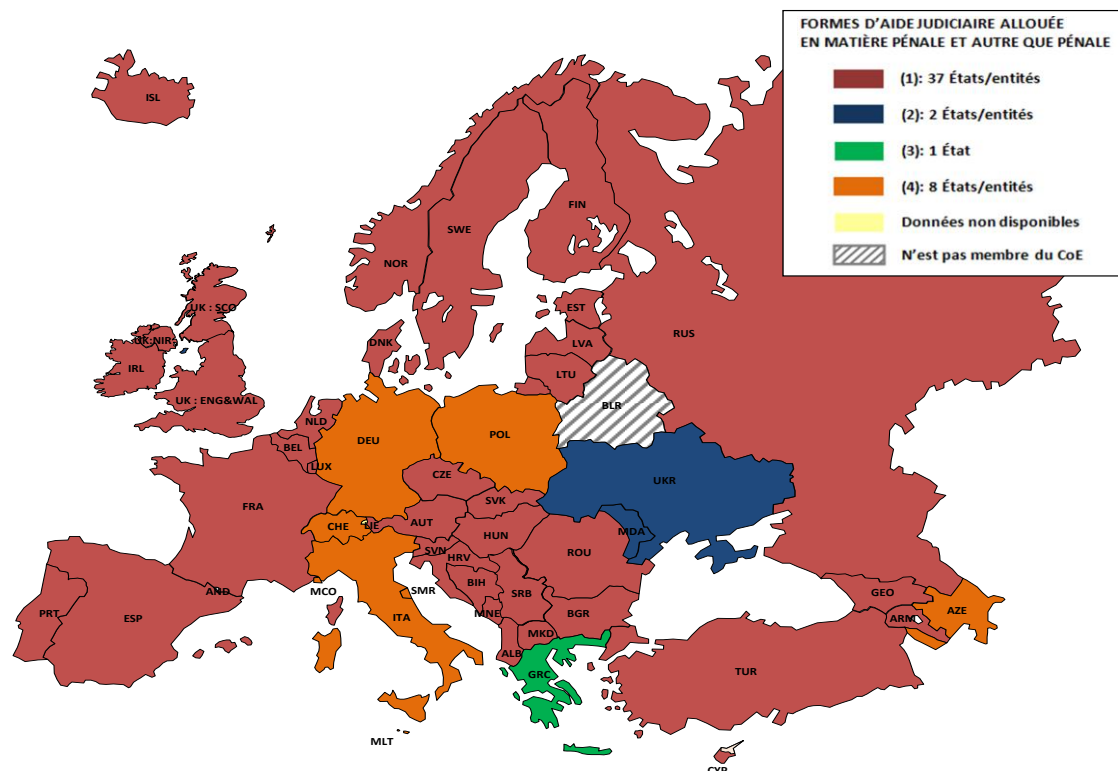 FORMES D'AIDE JUDICIAIRE ALLOUÉE
EN MATIÈRE PÉNALE ET AUTRE QUE PÉNALE
(1): 37 États/entités
(2): 2 États/entités
(3): 1 État
(4): 8 États/entités
Données non disponibles
N'est pas membre du CoE
ISL
FIN
SWE
NOR
UK : SCO
EST
RUS
UK:NIR
DNK
LVA
IRL
LTU
UK : ENG&WAL
BLR
NLD
DEU
POL
BEL
LUX
CZE
UKR
SVK
FRA
CHE
LIE
AUT
MDA
HUN
SVN
ROU
HRV
BIH
AND
MCO
SMR
SRB
GEO
PRT
ESP
MNE
BGR
AZE
ITA
ARM
MKD
ALB
GRC
TUR
MLT
CYP